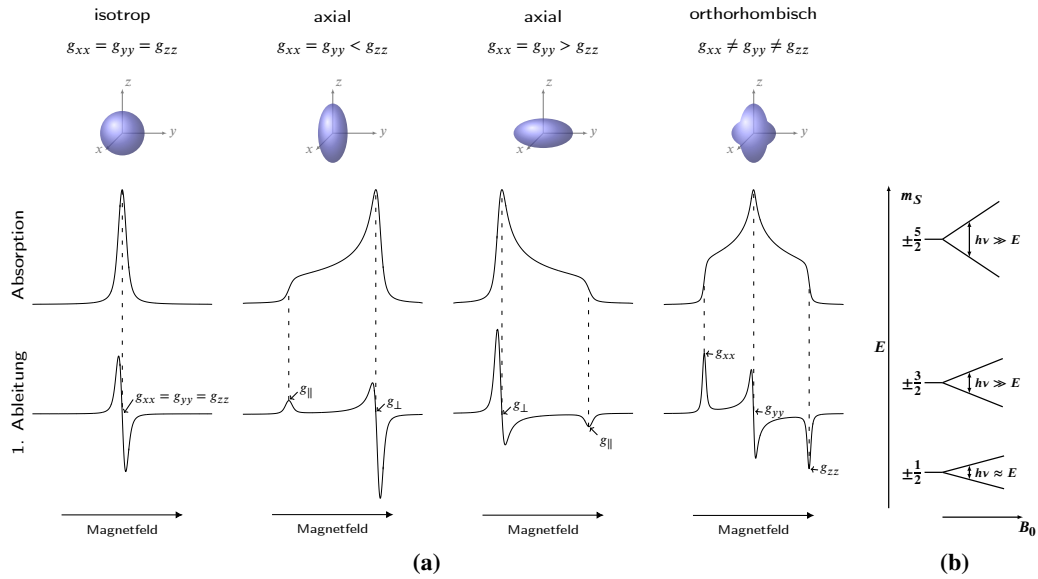 isotrop
g_xx = g_yy = g_zz
z
y
x
axial
g_xx = g_yy < g_zz
z
y
x
axial
g_xx = g_yy > g_zz
z
y
x
orthorhombisch
g_xx ≠ g_yy ≠ g_zz
z
y
x
Absorption
1. Ableitung
g_xx = g_yy = g_zz
g_∥
g_⊥
g_⊥
g_∥
g_xx
g_yy
g_zz
Magnetfeld
Magnetfeld
Magnetfeld
Magnetfeld
(a)
E
m_S
±5/2
hν ≫ E
±3/2
hν ≫ E
±1/2
hν ≈ E
B_0
(b)